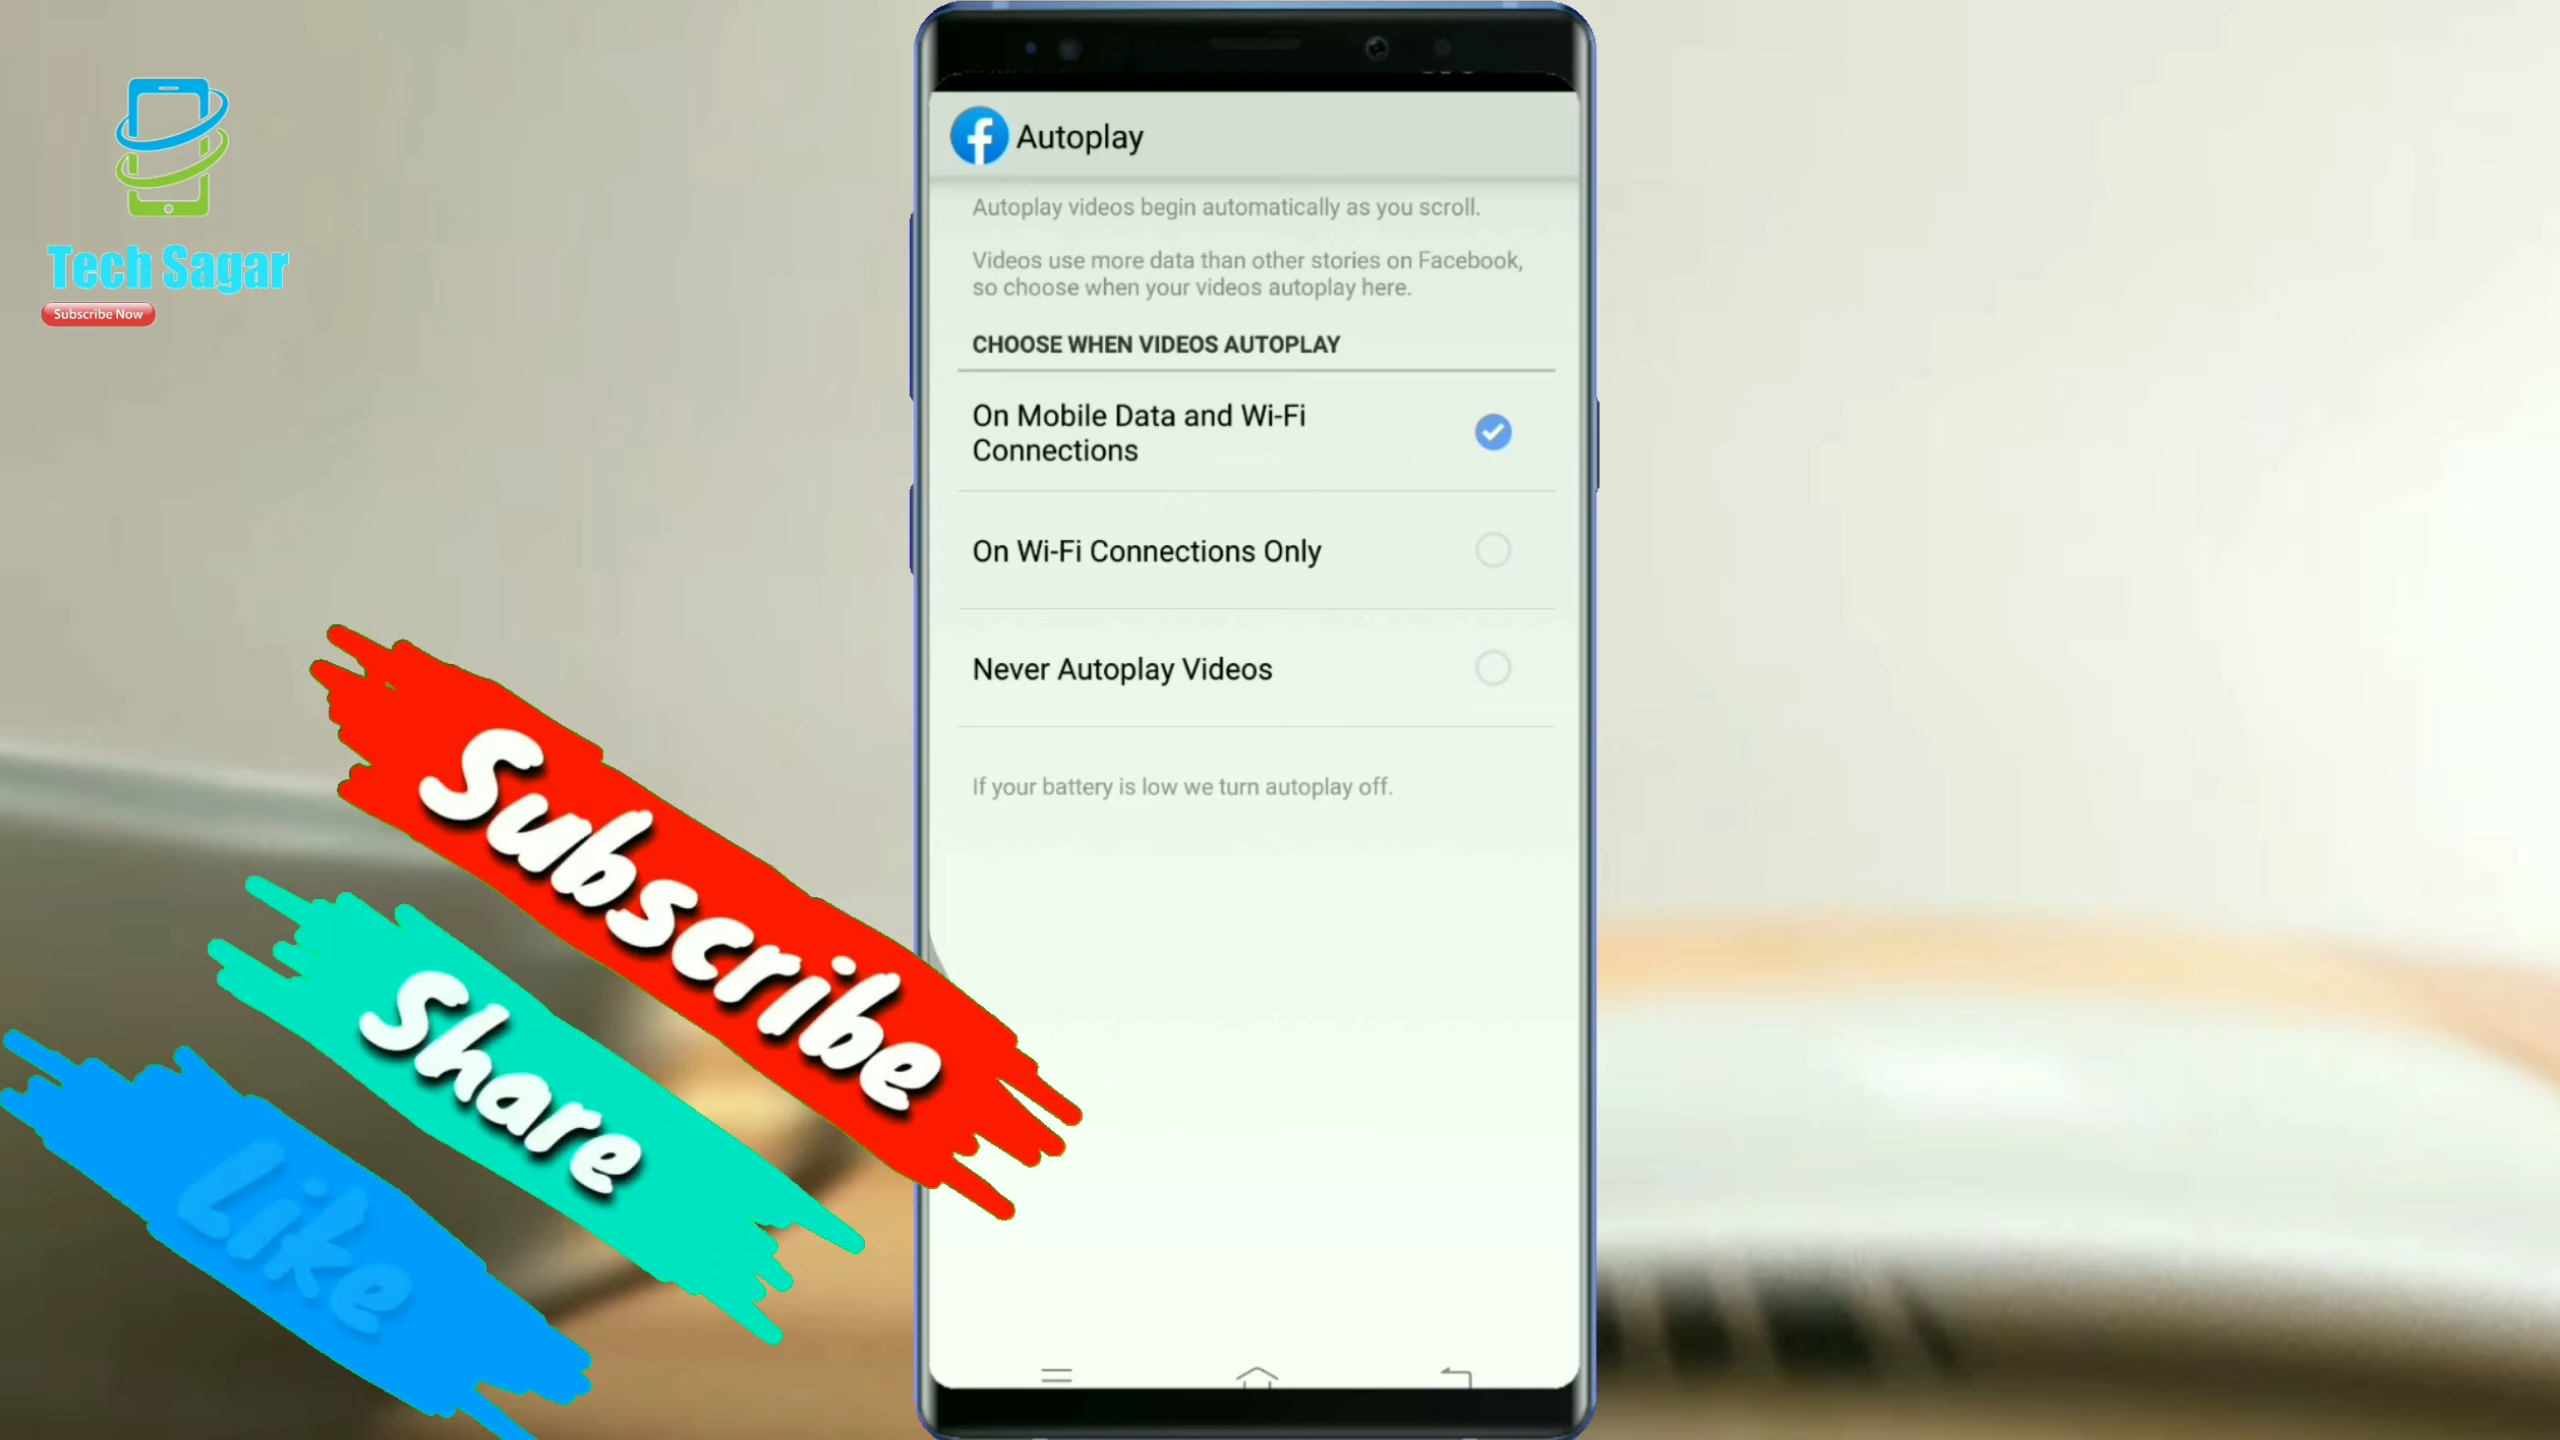 Tech Sagar
Subscribe Now
Autoplay
Autoplay videos begin automatically as you scroll.
Videos use more data than other stories on Facebook,
so choose when your videos autoplay here.
CHOOSE WHEN VIDEOS AUTOPLAY
On Mobile Data and Wi-Fi
Connections
On Wi-Fi Connections Only
Never Autoplay Videos
If your battery is low we turn autoplay off.
Subscribe
Share
Like